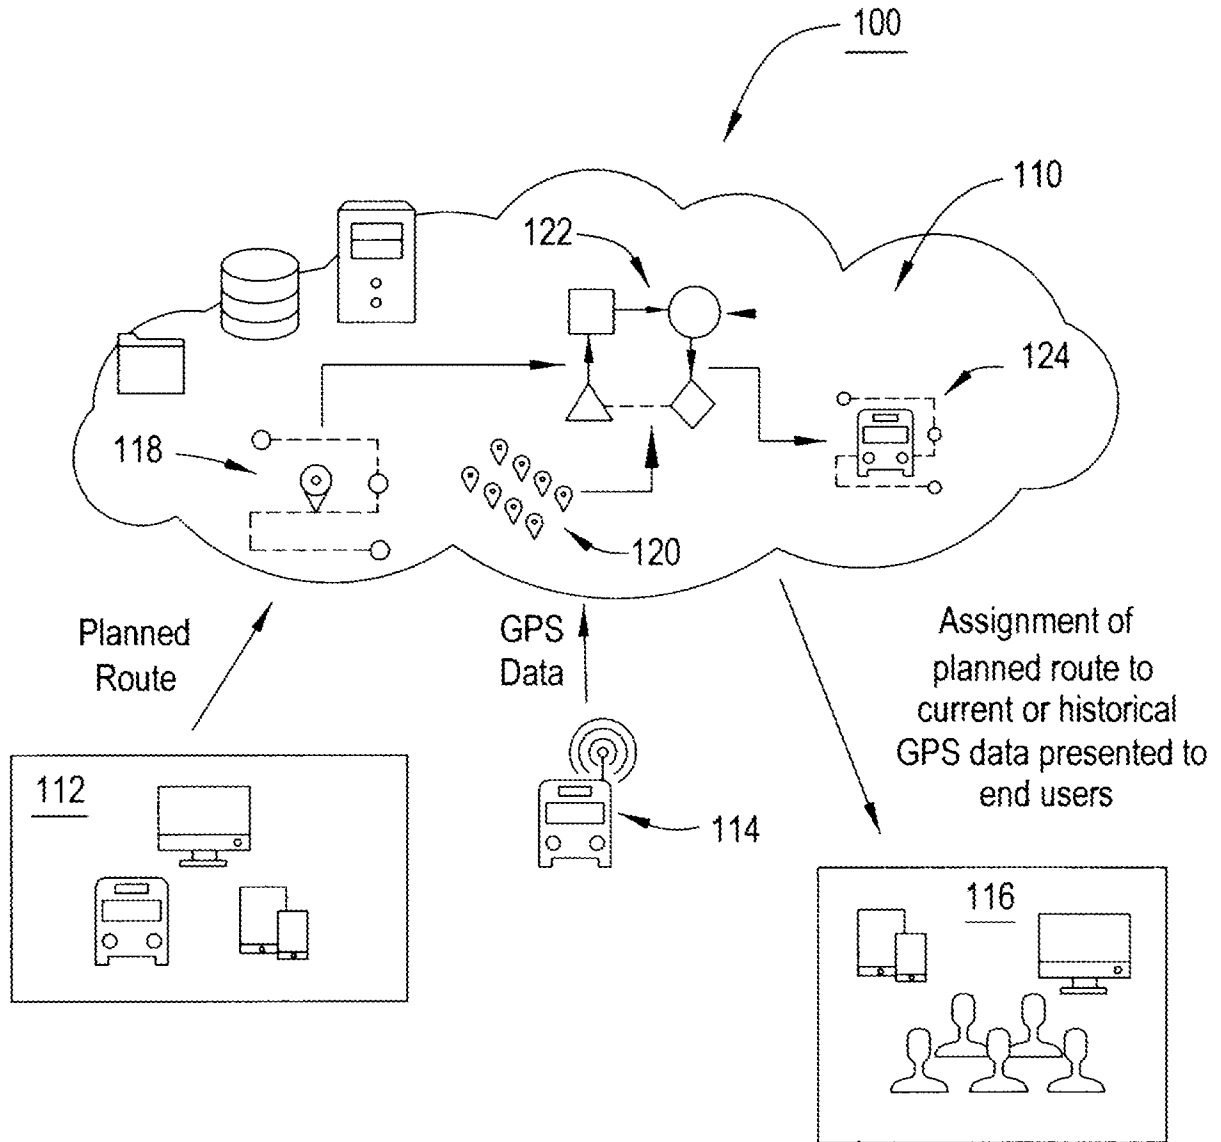 100
110
122
124
118
120
Planned
Route
GPS
Data
Assignment of
planned route to
current or historical
GPS data presented to
end users
112
114
116